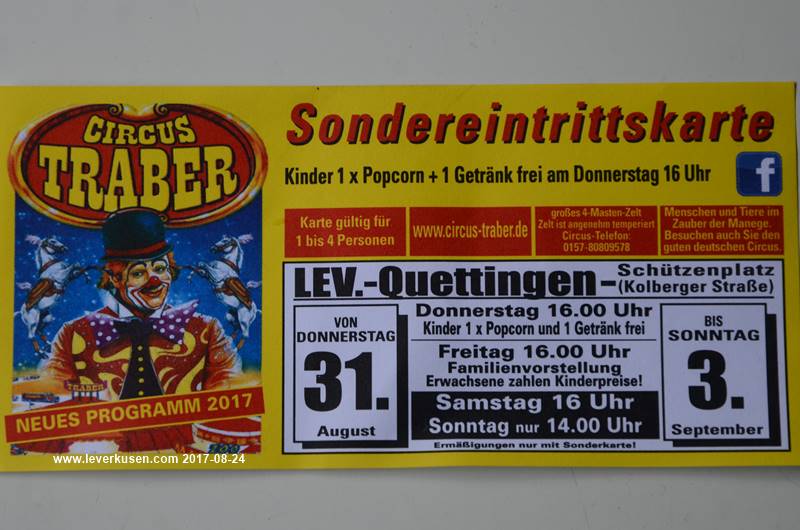 CIRCUS
TRABER
NEUES PROGRAMM 2017
TRABER
Sondereintrittskarte
Kinder 1 x Popcorn + 1 Getränk frei am Donnerstag 16 Uhr
f
Karte gültig für
1 bis 4 Personen
www.circus-traber.de
großes 4-Masten-Zelt
Zelt ist angenehm temperiert
Circus-Telefon:
0157-80809578
Menschen und Tiere im
Zauber der Manege.
Besuchen auch Sie den
guten deutschen Circus.
LEV.-Quettingen-Schützenplatz
(Kolberger Straße)
VON
DONNERSTAG
31.
August
Donnerstag 16.00 Uhr
Kinder 1 x Popcorn und 1 Getränk frei
Freitag 16.00 Uhr
Familienvorstellung
Erwachsene zahlen Kinderpreise!
Samstag 16 Uhr
Sonntag nur 14.00 Uhr
Ermäßigungen nur mit Sonderkarte!
BIS
SONNTAG
3.
September
www.leverkusen.com 2017-08-24